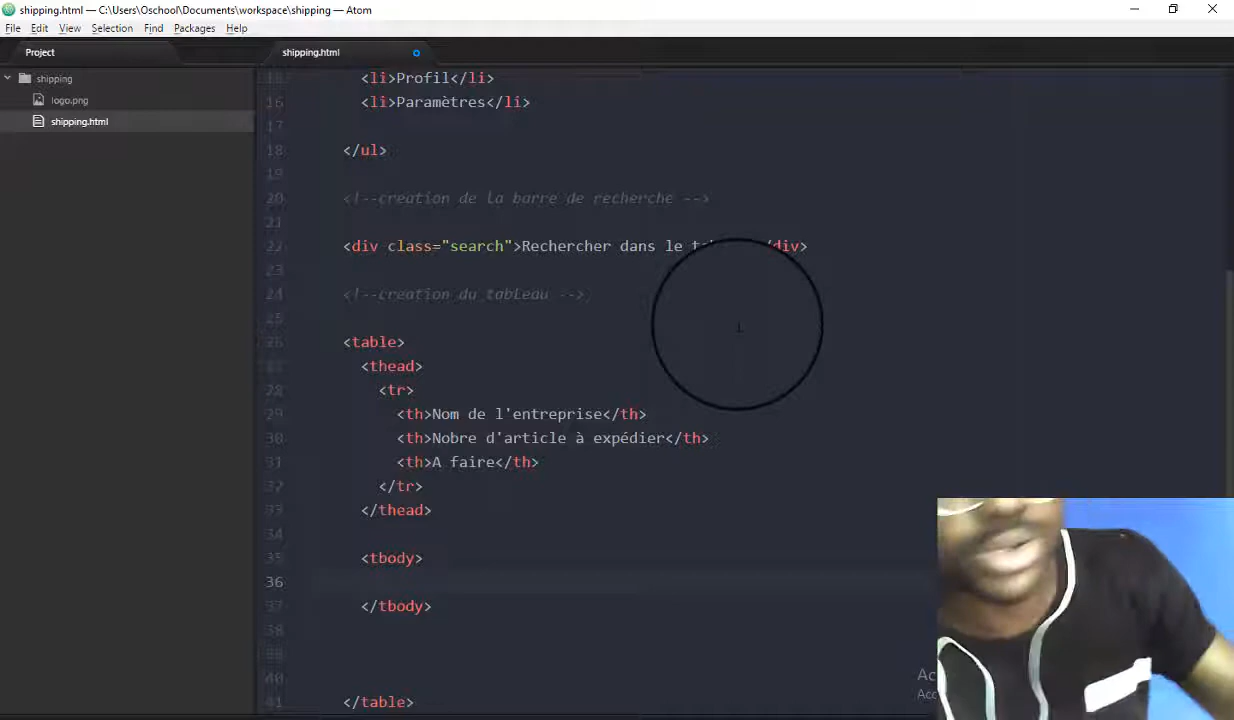 shipping.html — C:\Users\Oschool\Documents\workspace\shipping — Atom
File Edit View Selection Find Packages Help
Project
shipping.html
shipping
logo.png
shipping.html
15 <li>Profil</li>
16 <li>Paramètres</li>
17
18 </ul>
19
20 <!--creation de la barre de recherche -->
21
22 <div class="search">Rechercher dans le /div>
23
24 <!--creation du tableau -->
25
26 <table>
27 <thead>
28 <tr>
29 <th>Nom de l'entreprise</th>
30 <th>Nobre d'article à expédier</th>
31 <th>A faire</th>
32 </tr>
33 </thead>
34
35 <tbody>
36
37 </tbody>
38
39
40
41 </table>